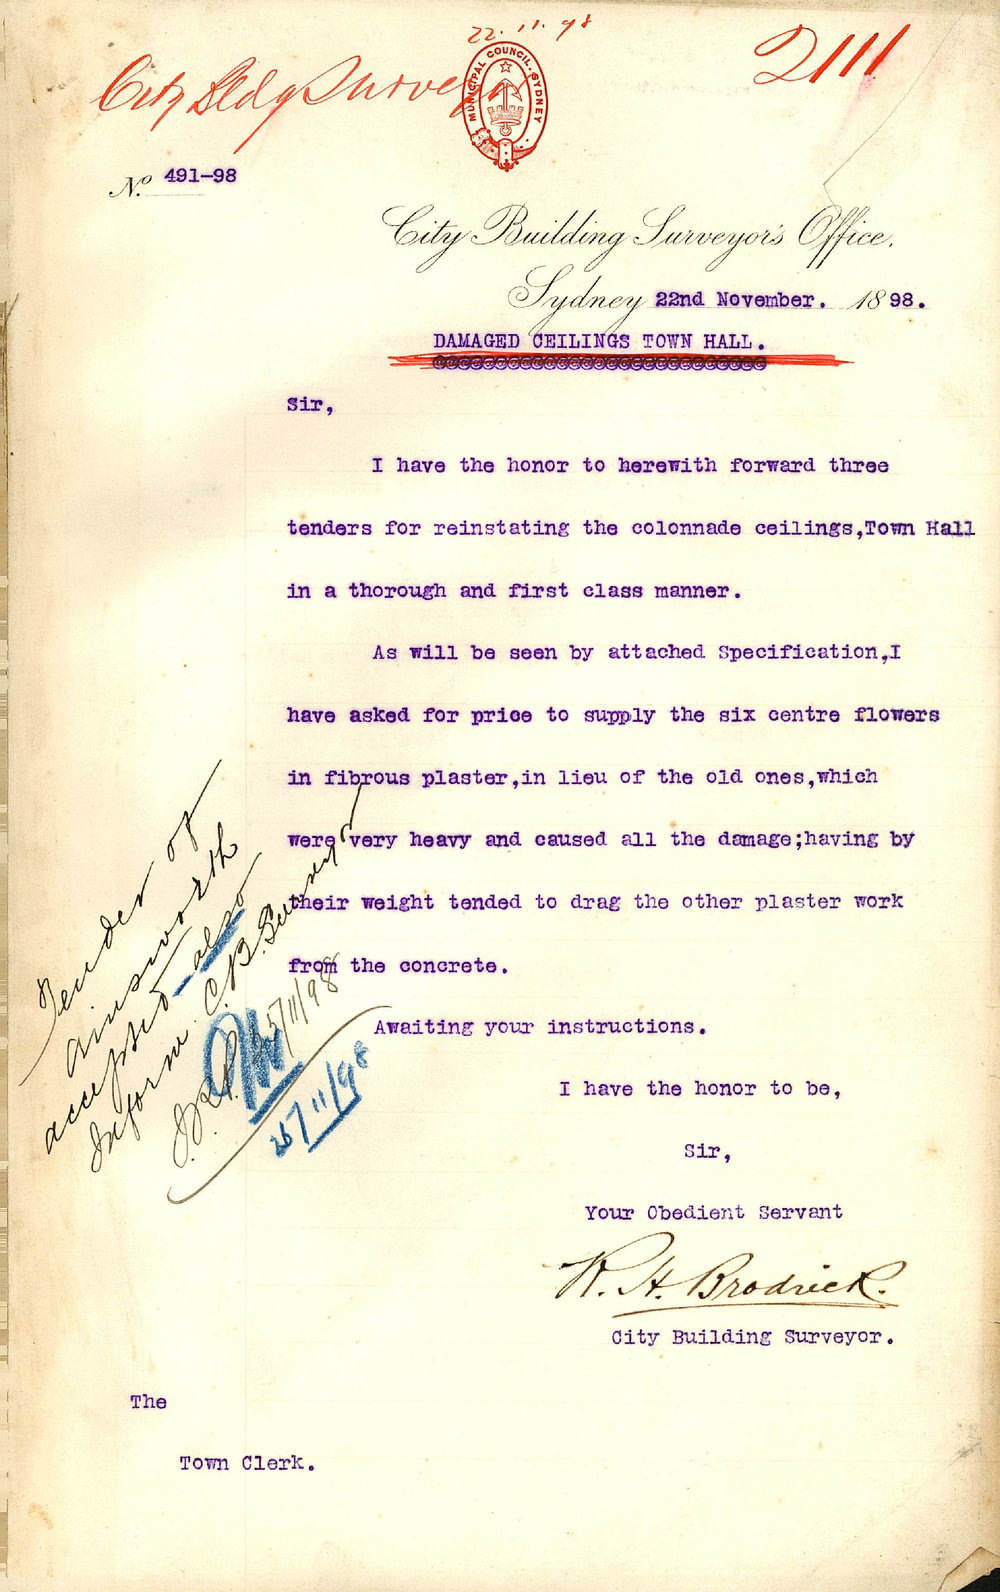 22.11.98
City Bldg Surveyor
2111
MUNICIPAL COUNCIL. SYDNEY
No. 491-98
City Building Surveyor's Office.
Sydney 22nd November. 1898.
DAMAGED CEILINGS TOWN HALL.
Sir,
I have the honor to herewith forward three
tenders for reinstating the colonnade ceilings,Town Hall
in a thorough and first class manner.
As will be seen by attached Specification,I
have asked for price to supply the six centre flowers
in fibrous plaster,in lieu of the old ones,which
were very heavy and caused all the damage;having by
their weight tended to drag the other plaster work
from the concrete.
Awaiting your instructions.
I have the honor to be,
Sir,
Your Obedient Servant
R. H. Brodrick.
City Building Surveyor.
The
Town Clerk.
Tender of
Ainsworth
accepted - also
Inform C.B. Surveyor
25/11/98
25/11/98